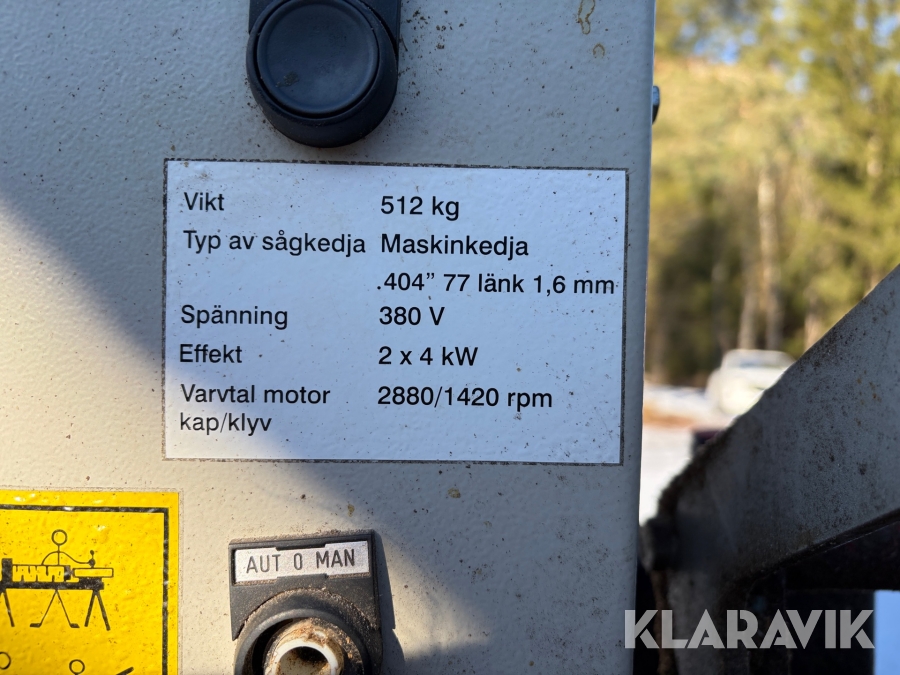 Vikt 512 kg
Typ av sågkedja Maskinkedja
.404” 77 länk 1,6 mm
Spänning 380 V
Effekt 2 x 4 kW
Varvtal motor 2880/1420 rpm
kap/klyv
AUT 0 MAN
KLARAVIK